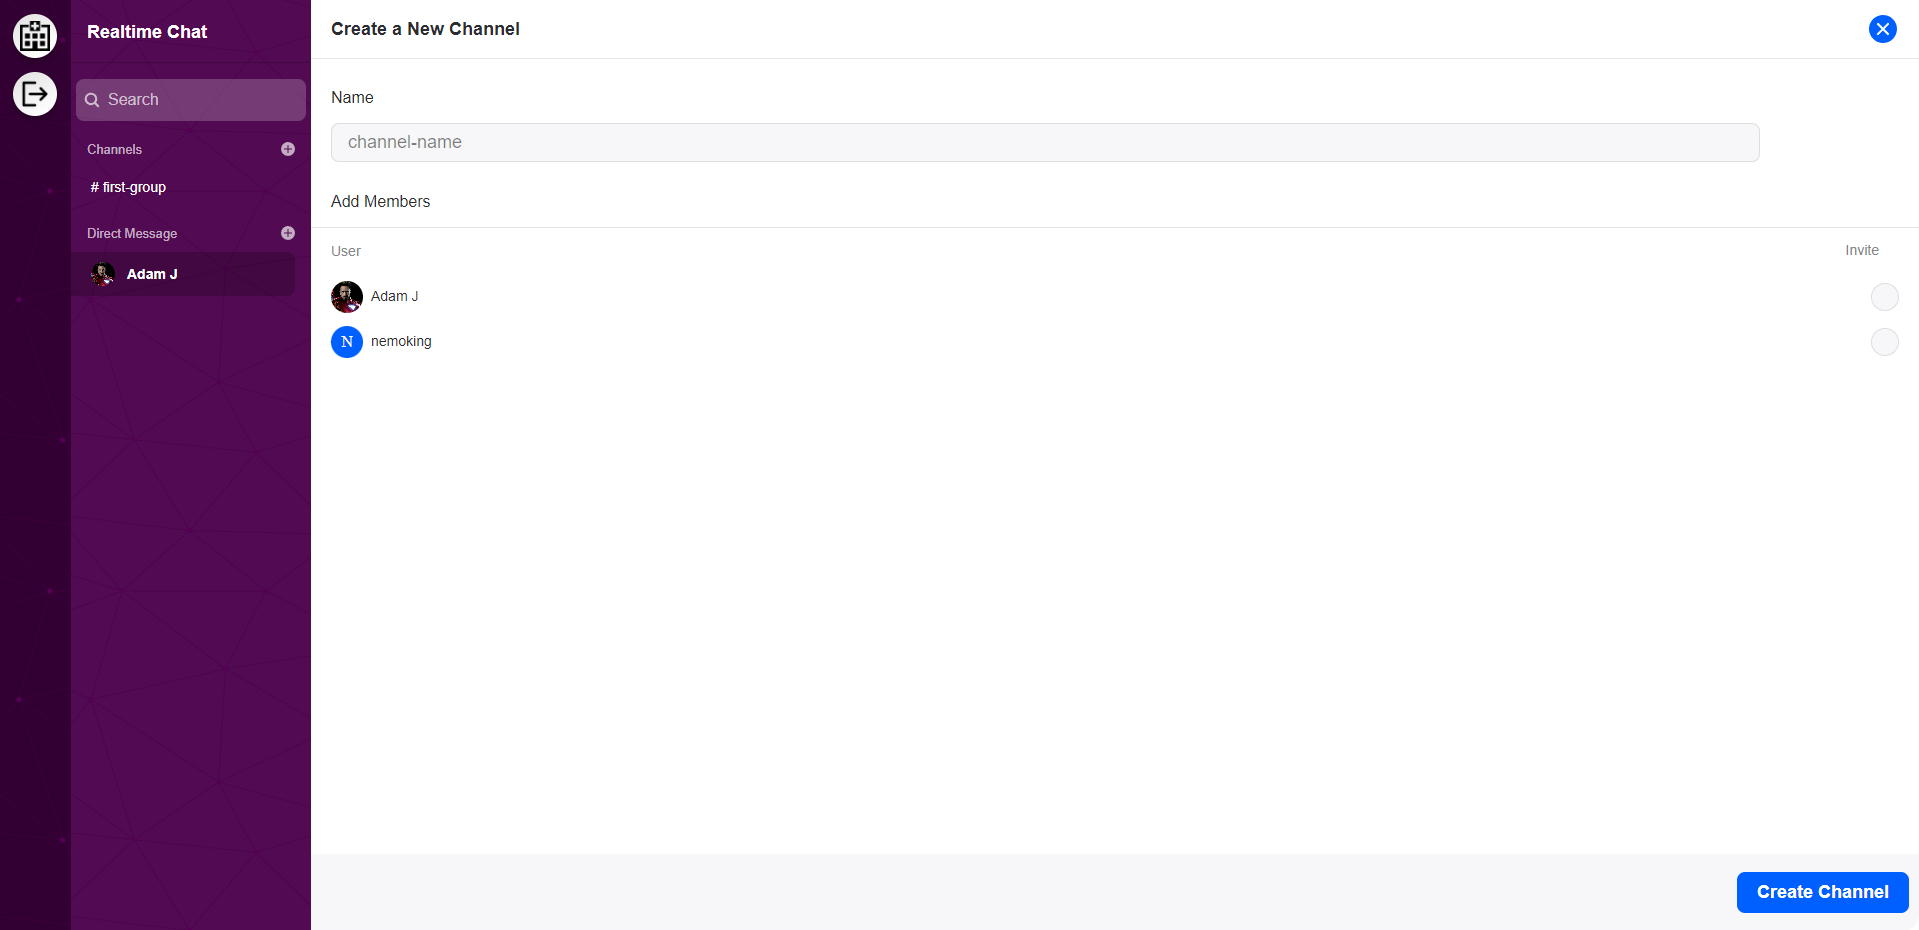 Realtime Chat
Search
Channels
# first-group
Direct Message
Adam J
Create a New Channel
Name
channel-name
Add Members
User Invite
Adam J
N nemoking
Create Channel